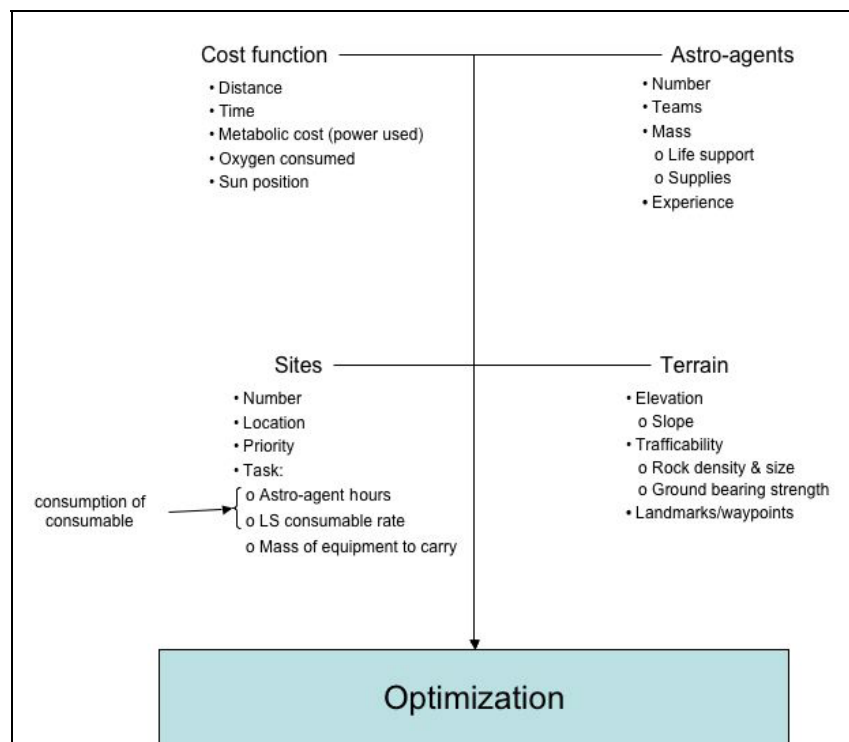 Cost function
• Distance
• Time
• Metabolic cost (power used)
• Oxygen consumed
• Sun position
Astro-agents
• Number
• Teams
• Mass
o Life support
o Supplies
• Experience
Sites
• Number
• Location
• Priority
• Task:
o Astro-agent hours
o LS consumable rate
o Mass of equipment to carry
consumption of
consumable
Terrain
• Elevation
o Slope
• Trafficability
o Rock density & size
o Ground bearing strength
• Landmarks/waypoints
Optimization